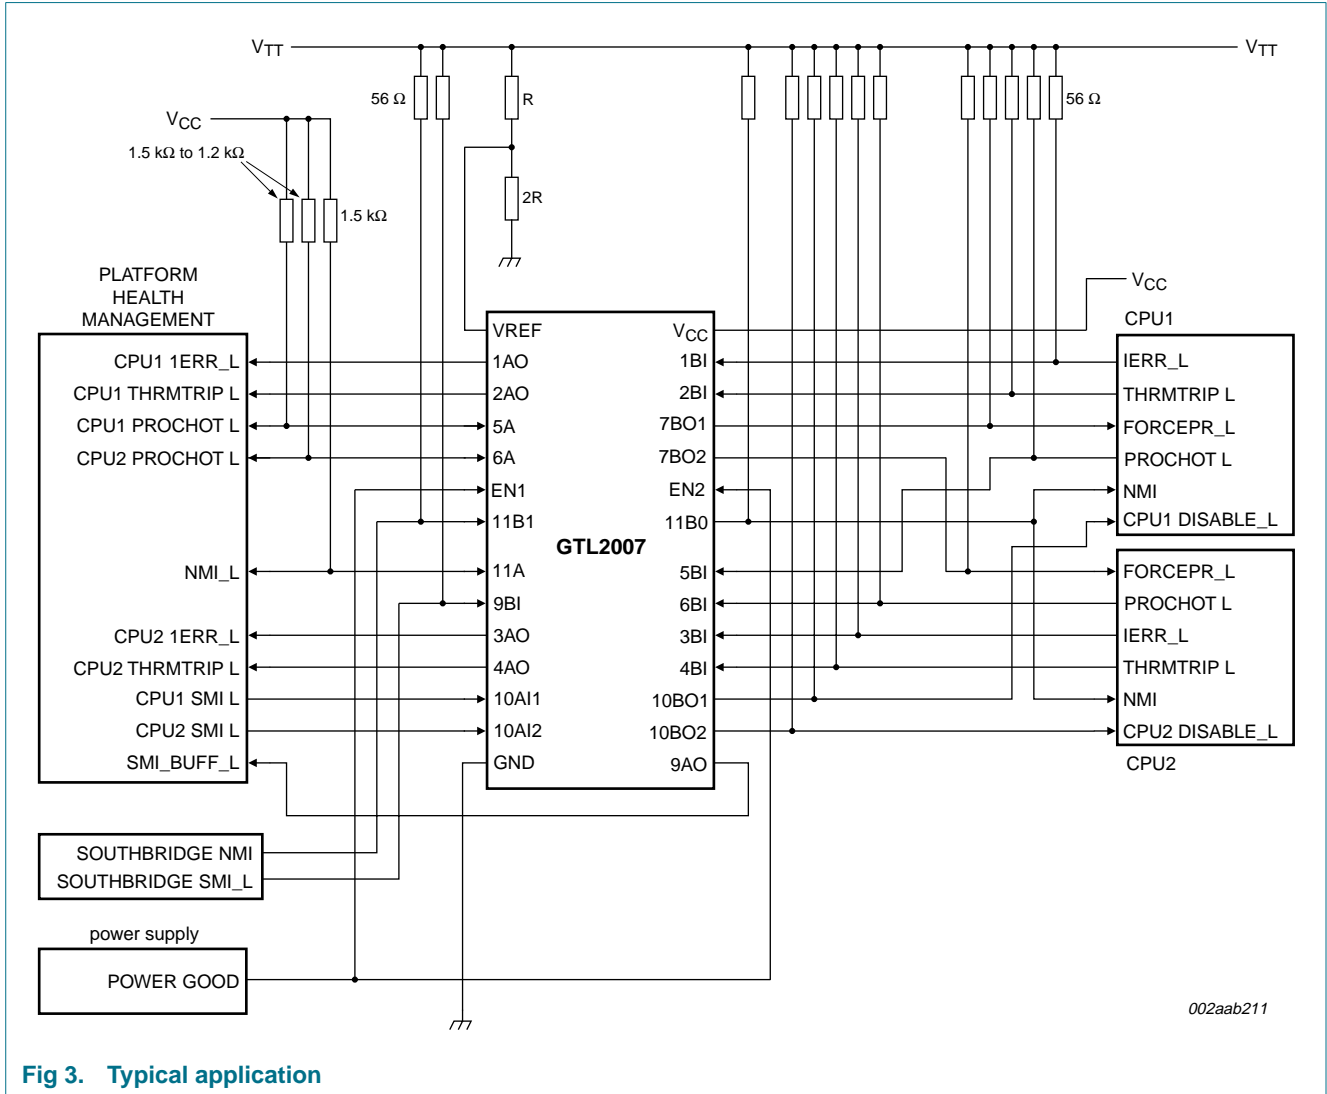 VTT
VTT
56 Ω
R
56 Ω
VCC
1.5 kΩ to 1.2 kΩ
2R
1.5 kΩ
PLATFORM
HEALTH
MANAGEMENT
VCC
CPU1
VREF
VCC
CPU1 1ERR_L
1AO
1BI
IERR_L
CPU1 THRMTRIP L
2AO
2BI
THRMTRIP L
CPU1 PROCHOT L
5A
7BO1
FORCEPR_L
CPU2 PROCHOT L
6A
7BO2
PROCHOT L
EN1
EN2
NMI
11B1
11B0
CPU1 DISABLE_L
GTL2007
NMI_L
11A
5BI
FORCEPR_L
9BI
6BI
PROCHOT L
CPU2 1ERR_L
3AO
3BI
IERR_L
CPU2 THRMTRIP L
4AO
4BI
THRMTRIP L
CPU1 SMI L
10AI1
10BO1
NMI
CPU2 SMI L
10AI2
10BO2
CPU2 DISABLE_L
SMI_BUFF_L
GND
9AO
CPU2
SOUTHBRIDGE NMI
SOUTHBRIDGE SMI_L
power supply
POWER GOOD
002aab211
Fig 3. Typical application